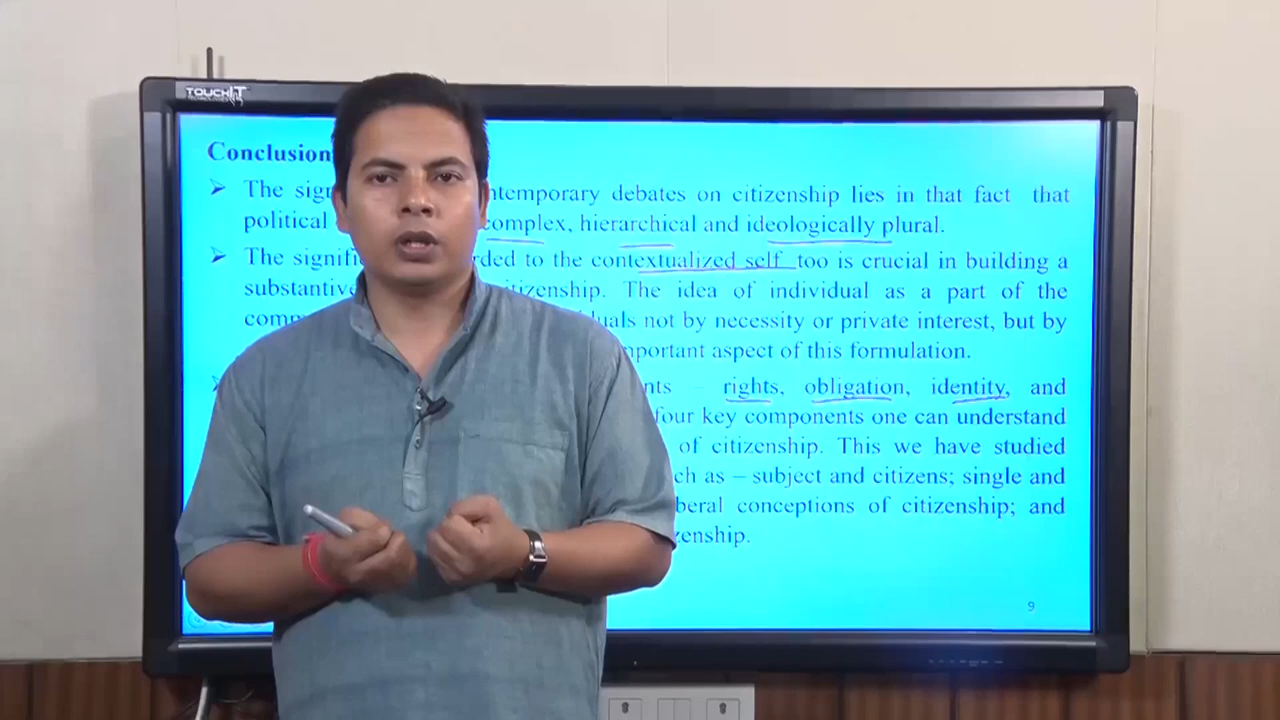 TOUCHIT
TECHNOLOGIES
Conclusion
The sign ntemporary debates on citizenship lies in that fact that
political complex, hierarchical and ideologically plural.
The signifi rded to the contextualized self too is crucial in building a
substantive itizenship. The idea of individual as a part of the
comm duals not by necessity or private interest, but by
mportant aspect of this formulation.
nts – rights, obligation, identity, and
four key components one can understand
of citizenship. This we have studied
ch as – subject and citizens; single and
beral conceptions of citizenship; and
zenship.
9